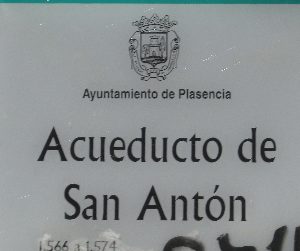 Ayuntamiento de Plasencia
Acueducto de
San Antón
1.566 a 1.574